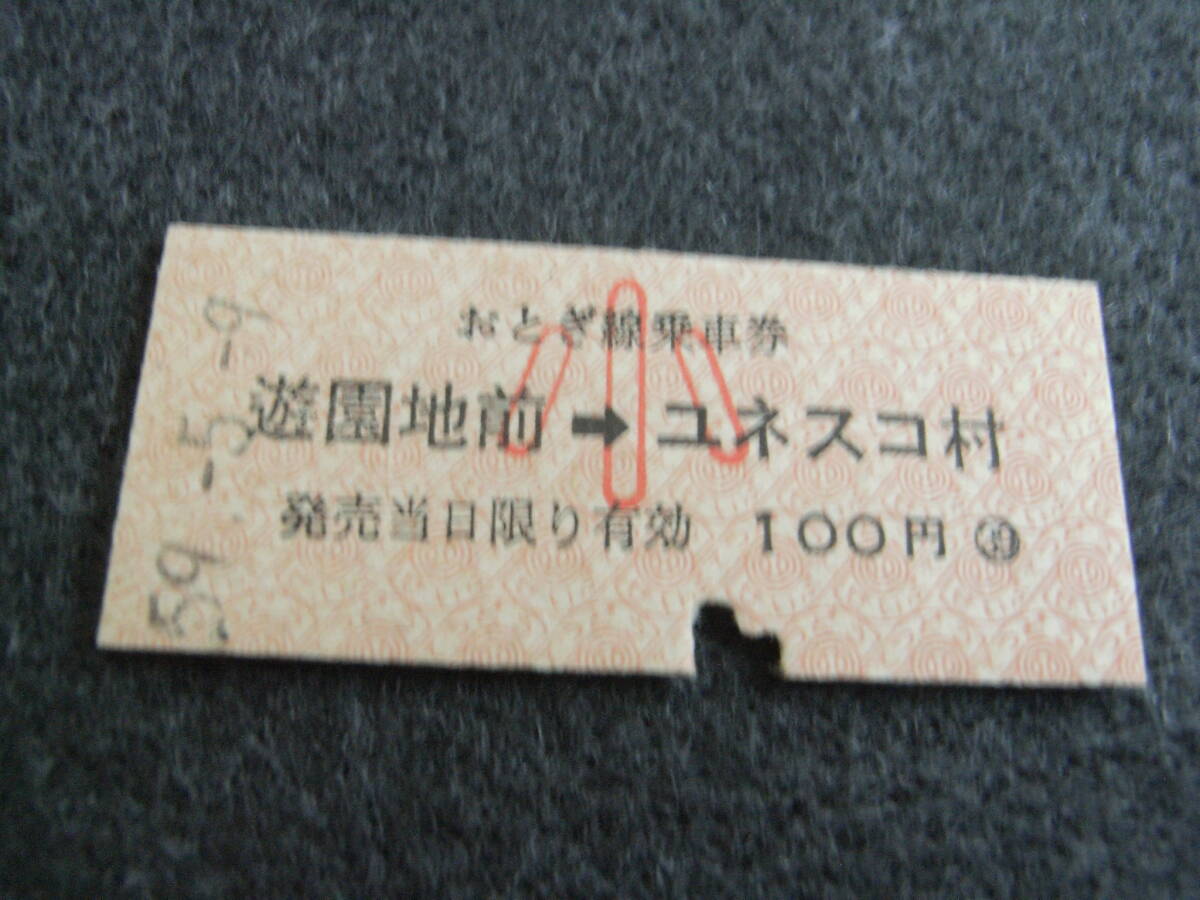 おとぎ線乗車券
遊園地前➡ユネスコ村
発売当日限り有効 100円
小
59.-5.-9